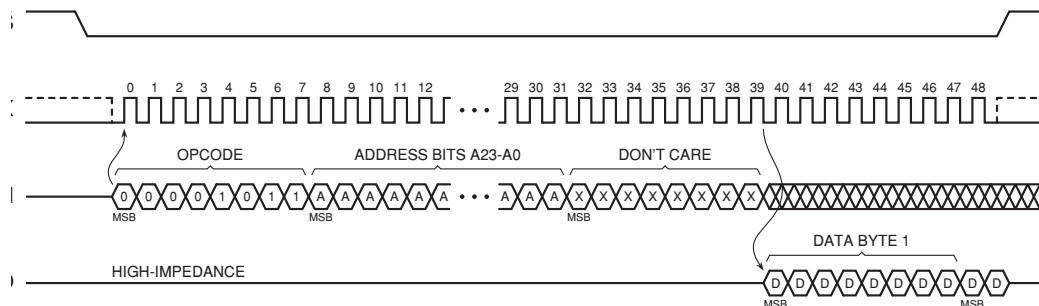 0 1 2 3 4 5 6 7 8 9 10 11 12 29 30 31 32 33 34 35 36 37 38 39 40 41 42 43 44 45 46 47 48
OPCODE ADDRESS BITS A23-A0 DON'T CARE
0 0 0 0 1 0 1 1 A A A A A A A A A X X X X X X X X
MSB MSB MSB
DATA BYTE 1
HIGH-IMPEDANCE
D D D D D D D D D D
MSB MSB